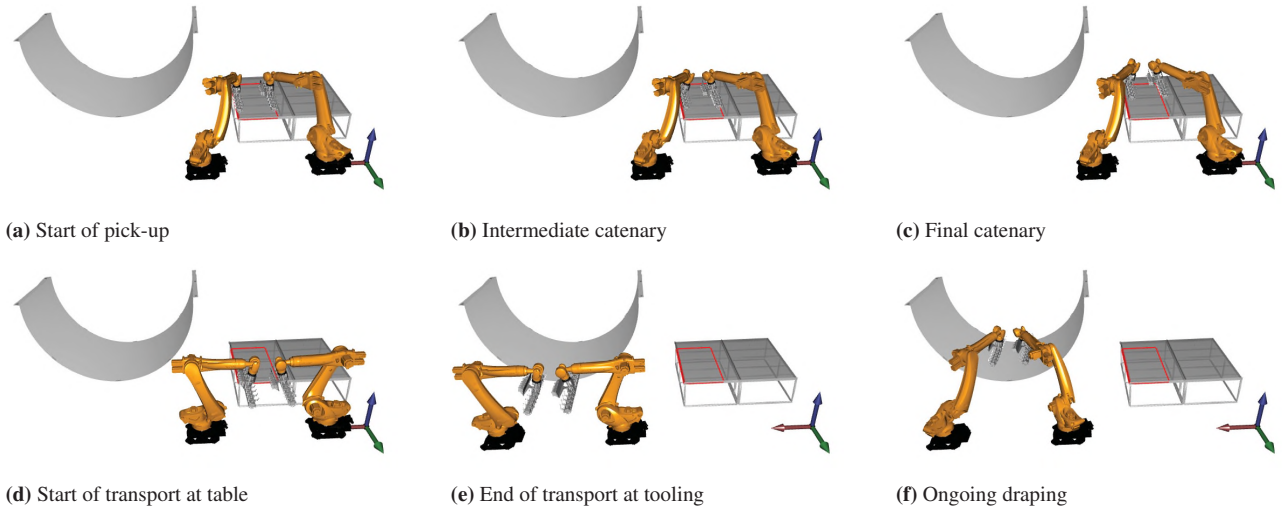 (a) Start of pick-up
(b) Intermediate catenary
(c) Final catenary
(d) Start of transport at table
(e) End of transport at tooling
(f) Ongoing draping